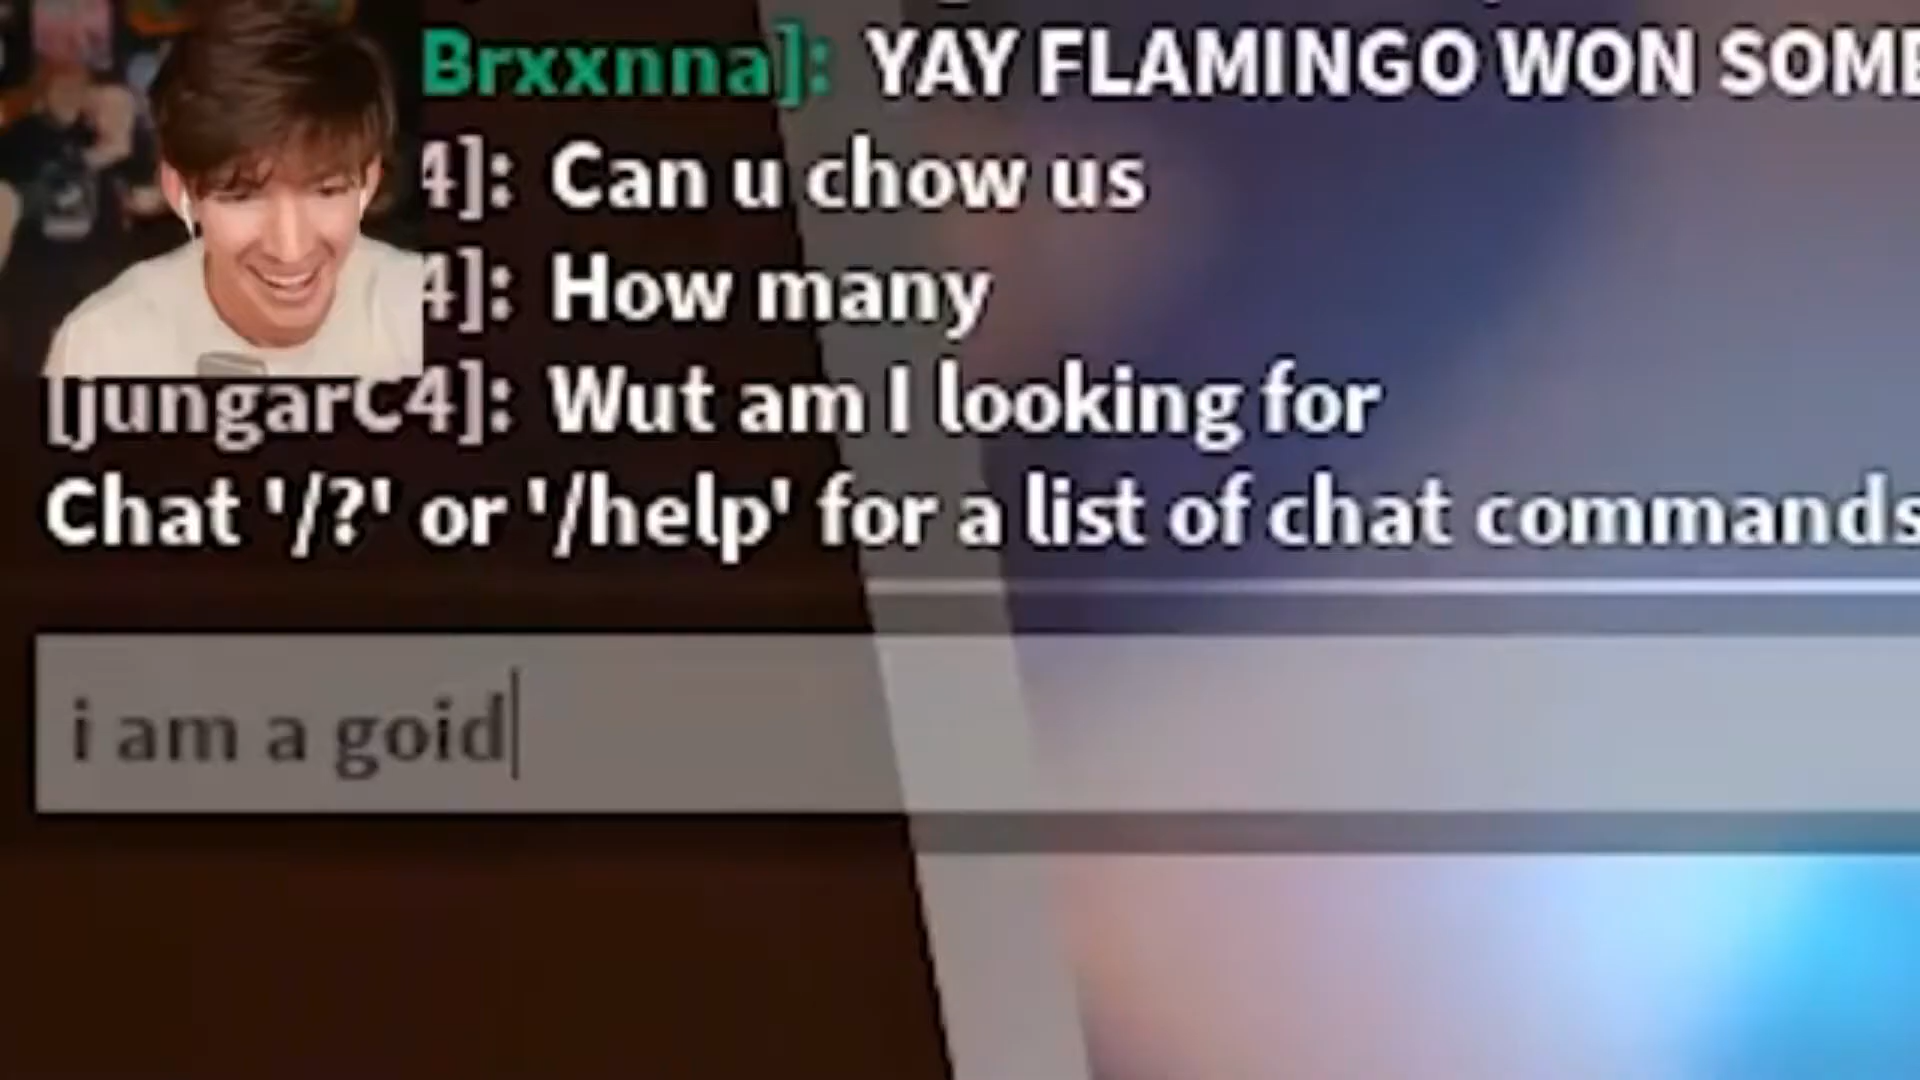 Brxxnna]: YAY FLAMINGO WON SOME
4]: Can u chow us
4]: How many
[jungarC4]: Wut am I looking for
Chat '/?' or '/help' for a list of chat commands
i am a goid